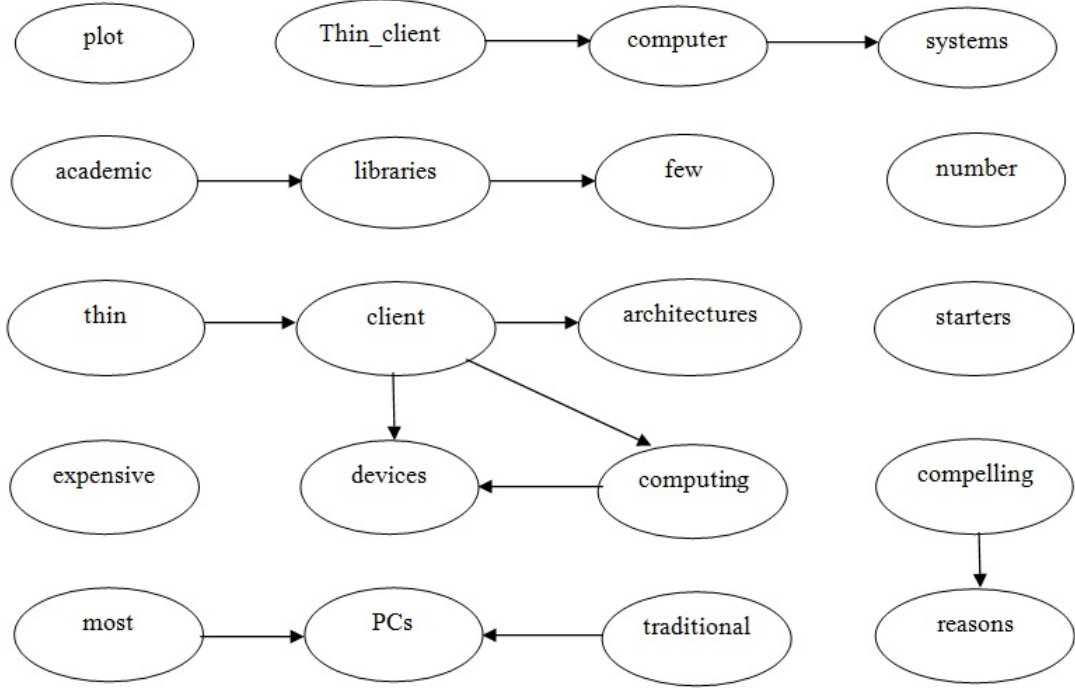 plot
Thin_client
computer
systems
academic
libraries
few
number
thin
client
architectures
starters
expensive
devices
computing
compelling
most
PCs
traditional
reasons